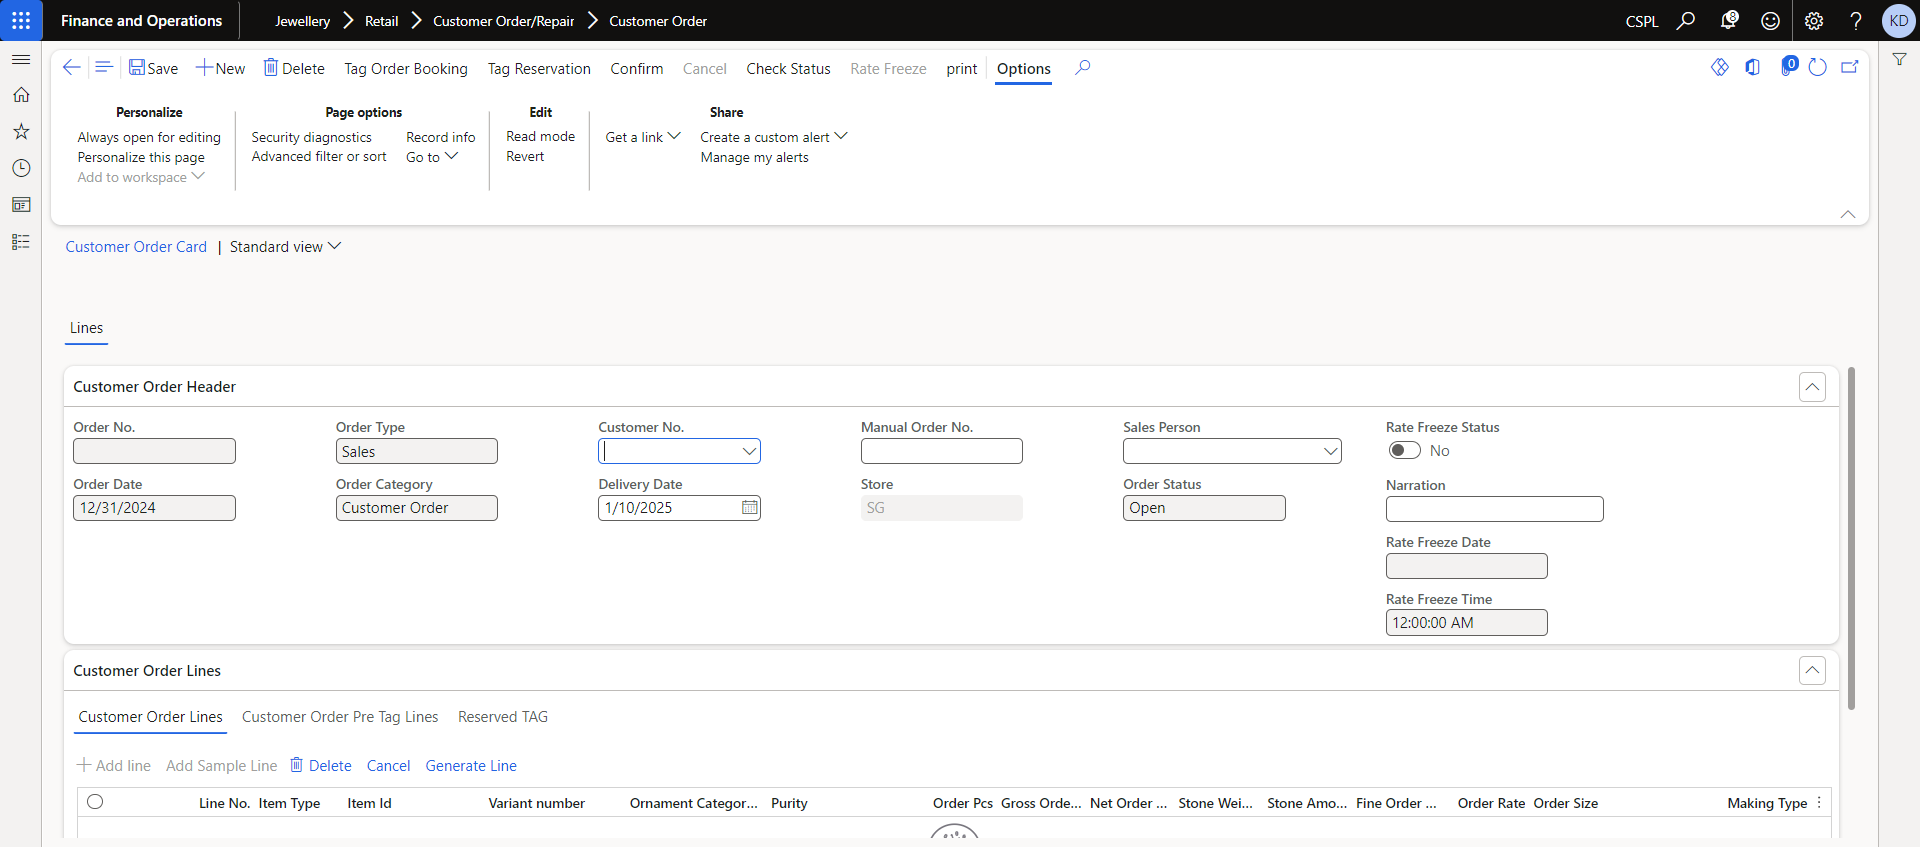 Finance and Operations
Jewellery Retail Customer Order/Repair Customer Order
CSPL
8
KD
Save New Delete Tag Order Booking Tag Reservation Confirm Cancel Check Status Rate Freeze print Options
0
Personalize
Always open for editing
Personalize this page
Add to workspace
Page options
Security diagnostics
Advanced filter or sort
Record info
Go to
Edit
Read mode
Revert
Get a link
Share
Create a custom alert
Manage my alerts
Customer Order Card | Standard view
Lines
Customer Order Header
Order No. Order Type Customer No. Manual Order No. Sales Person Rate Freeze Status
Sales No
Order Date Order Category Delivery Date Store Order Status Narration
12/31/2024 Customer Order 1/10/2025 SG Open
Rate Freeze Date
Rate Freeze Time
12:00:00 AM
Customer Order Lines
Customer Order Lines Customer Order Pre Tag Lines Reserved TAG
Add line Add Sample Line Delete Cancel Generate Line
Line No. Item Type Item Id Variant number Ornament Categor... Purity Order Pcs Gross Orde... Net Order ... Stone Wei... Stone Amo... Fine Order ... Order Rate Order Size Making Type